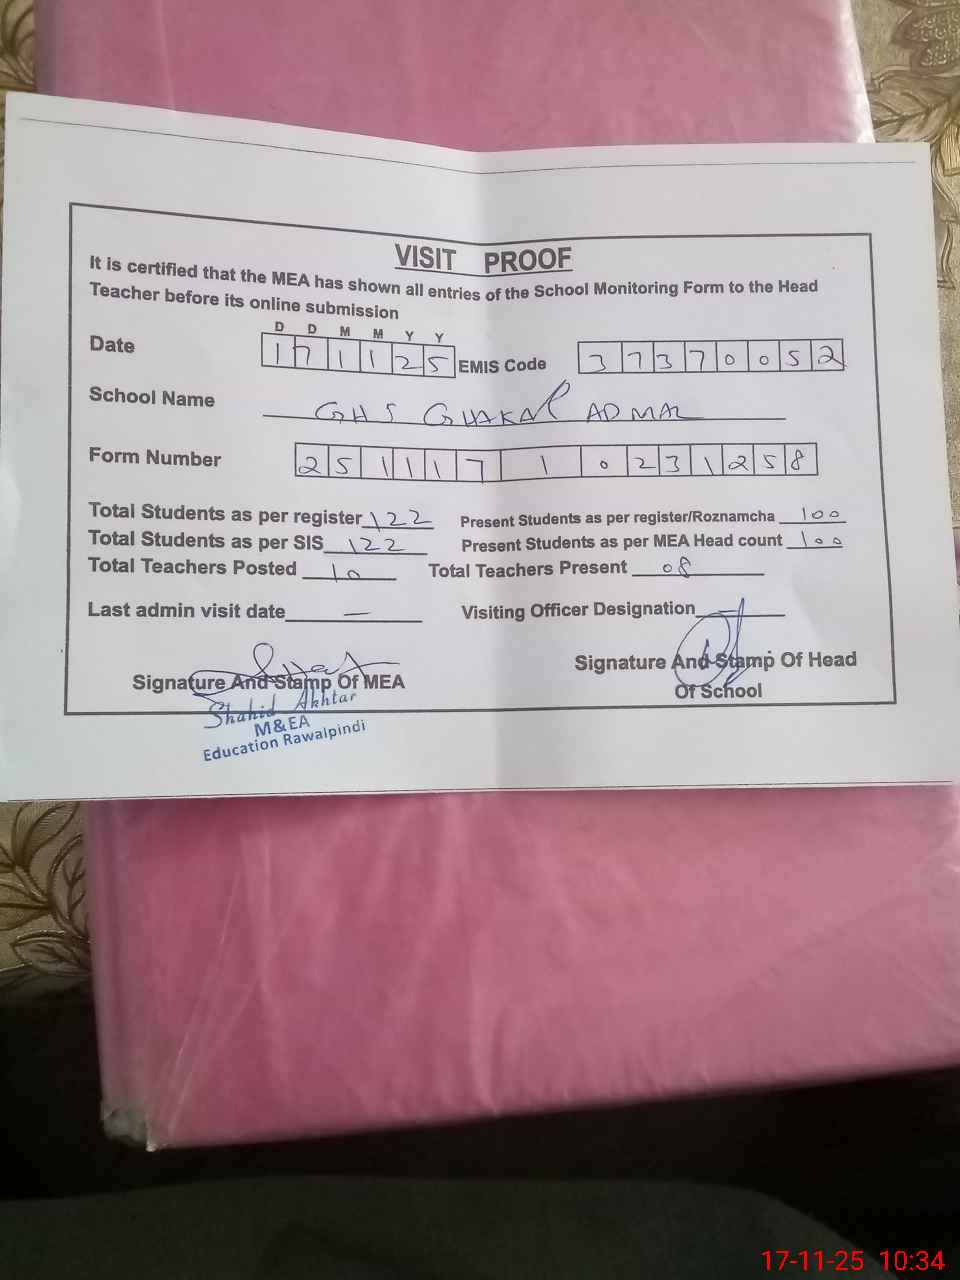 VISIT PROOF
It is certified that the MEA has shown all entries of the School Monitoring Form to the Head
Teacher before its online submission
D D M M Y Y
Date 1 7 1 1 2 5 EMIS Code 3 7 3 7 0 0 5 2
School Name GHS GHAKAL ADMAL
Form Number 2 5 1 1 1 7 1 0 2 3 1 2 5 8
Total Students as per register 122 Present Students as per register/Roznamcha 100
Total Students as per SIS 122 Present Students as per MEA Head count 100
Total Teachers Posted 10 Total Teachers Present 08
Last admin visit date — Visiting Officer Designation
Signature And Stamp Of MEA Signature And Stamp Of Head
Of School
Shahid Akhtar
M&EA
Education Rawalpindi
17-11-25 10:34